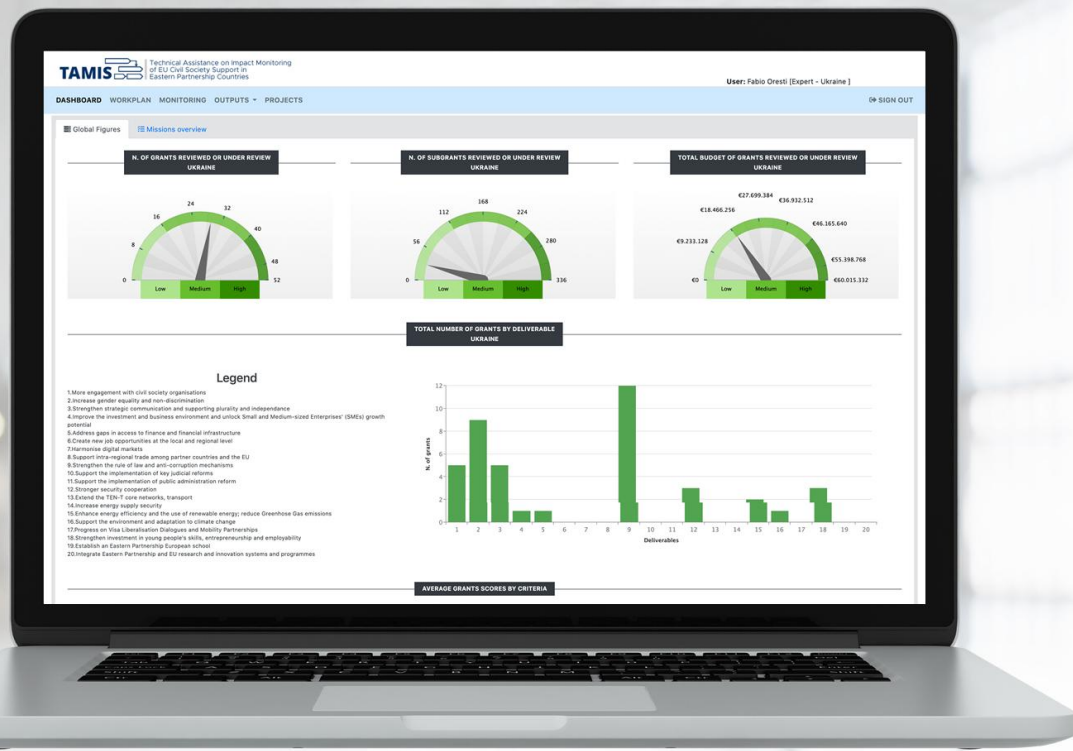 TAMIS
Technical Assistance on Impact Monitoring
of EU Civil Society Support in
Eastern Partnership Countries
User: Fabio Oresti [Expert - Ukraine ]
DASHBOARD WORKPLAN MONITORING OUTPUTS PROJECTS SIGN OUT
Global Figures Missions overview
N. OF GRANTS REVIEWED OR UNDER REVIEW
UKRAINE
0
8
16
24
32
40
48
52
Low Medium High
N. OF SUBGRANTS REVIEWED OR UNDER REVIEW
UKRAINE
0
56
112
168
224
280
336
Low Medium High
TOTAL BUDGET OF GRANTS REVIEWED OR UNDER REVIEW
UKRAINE
€0
€9.233.128
€18.466.256
€27.699.384
€36.932.512
€46.165.640
€55.398.768
€60.015.332
Low Medium High
TOTAL NUMBER OF GRANTS BY DELIVERABLE
UKRAINE
Legend
1.More engagement with civil society organisations
2.Increase gender equality and non-discrimination
3.Strengthen strategic communication and supporting plurality and independance
4.Improve the investment and business environment and unlock Small and Medium-sized Enterprises' (SMEs) growth
potential
5.Address gaps in access to finance and financial infrastructure
6.Create new job opportunities at the local and regional level
7.Harmonise digital markets
8.Support intra-regional trade among partner countries and the EU
9.Strengthen the rule of law and anti-corruption mechanisms
10.Support the implementation of key judicial reforms
11.Support the implementation of public administration reform
12.Stronger security cooperation
13.Extend the TEN-T core networks, transport
14.Increase energy supply security
15.Enhance energy efficiency and the use of renewable energy; reduce Greenhose Gas emissions
16.Support the environment and adaptation to climate change
17.Progress on Visa Liberalisation Dialogues and Mobility Partnerships
18.Strengthen investment in young people's skills, entrepreneurship and employability
19.Establish an Eastern Partnership European school
20.Integrate Eastern Partnership and EU research and innovation systems and programmes
N. of grants
12
10
8
6
4
2
0
1 2 3 4 5 6 7 8 9 10 11 12 13 14 15 16 17 18 19 20
Deliverables
AVERAGE GRANTS SCORES BY CRITERIA